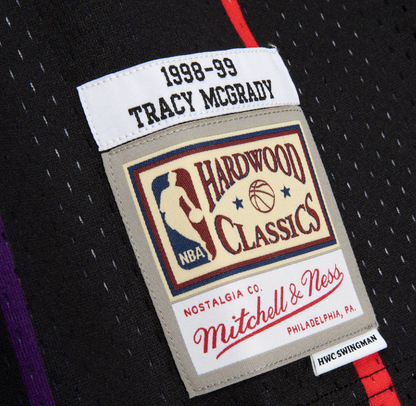 1998-99
TRACY MCGRADY
HARDWOOD
CLASSICS
NBA
NOSTALGIA CO.
Mitchell & Ness
PHILADELPHIA, PA.
HWC SWINGMAN